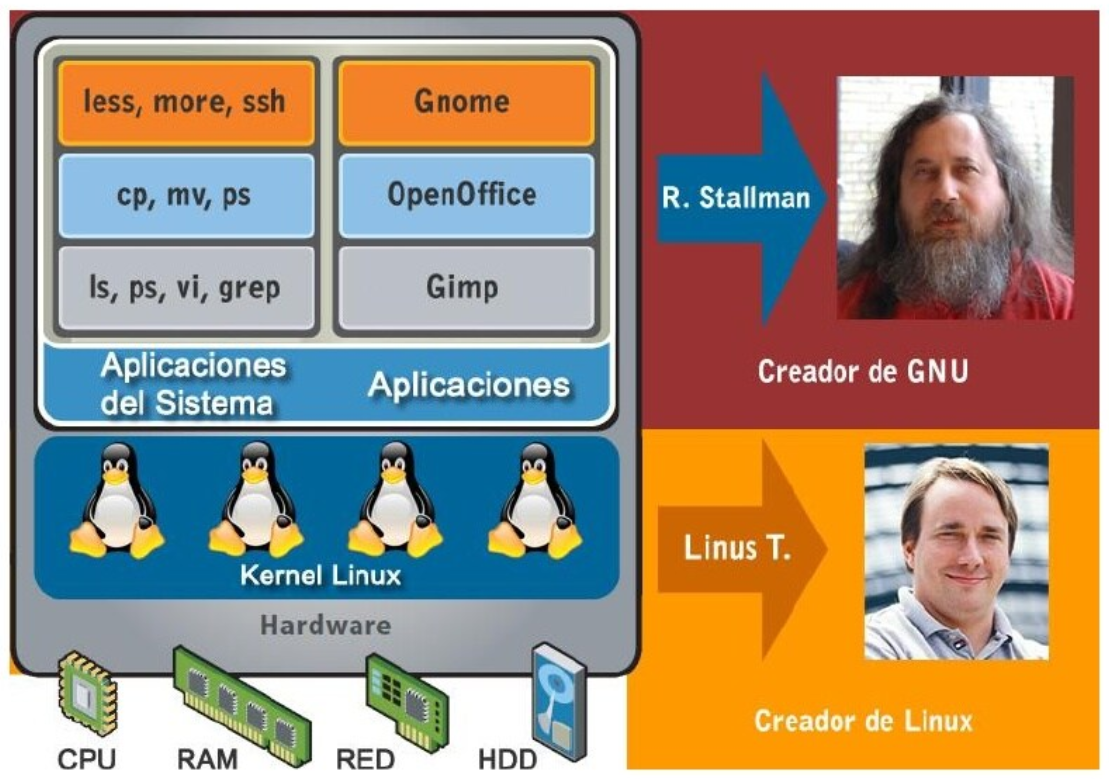 less, more, ssh
Gnome
cp, mv, ps
OpenOffice
ls, ps, vi, grep
Gimp
Aplicaciones
del Sistema
Aplicaciones
Kernel Linux
Hardware
CPU
RAM
RED
HDD
R. Stallman
Creador de GNU
Linus T.
Creador de Linux